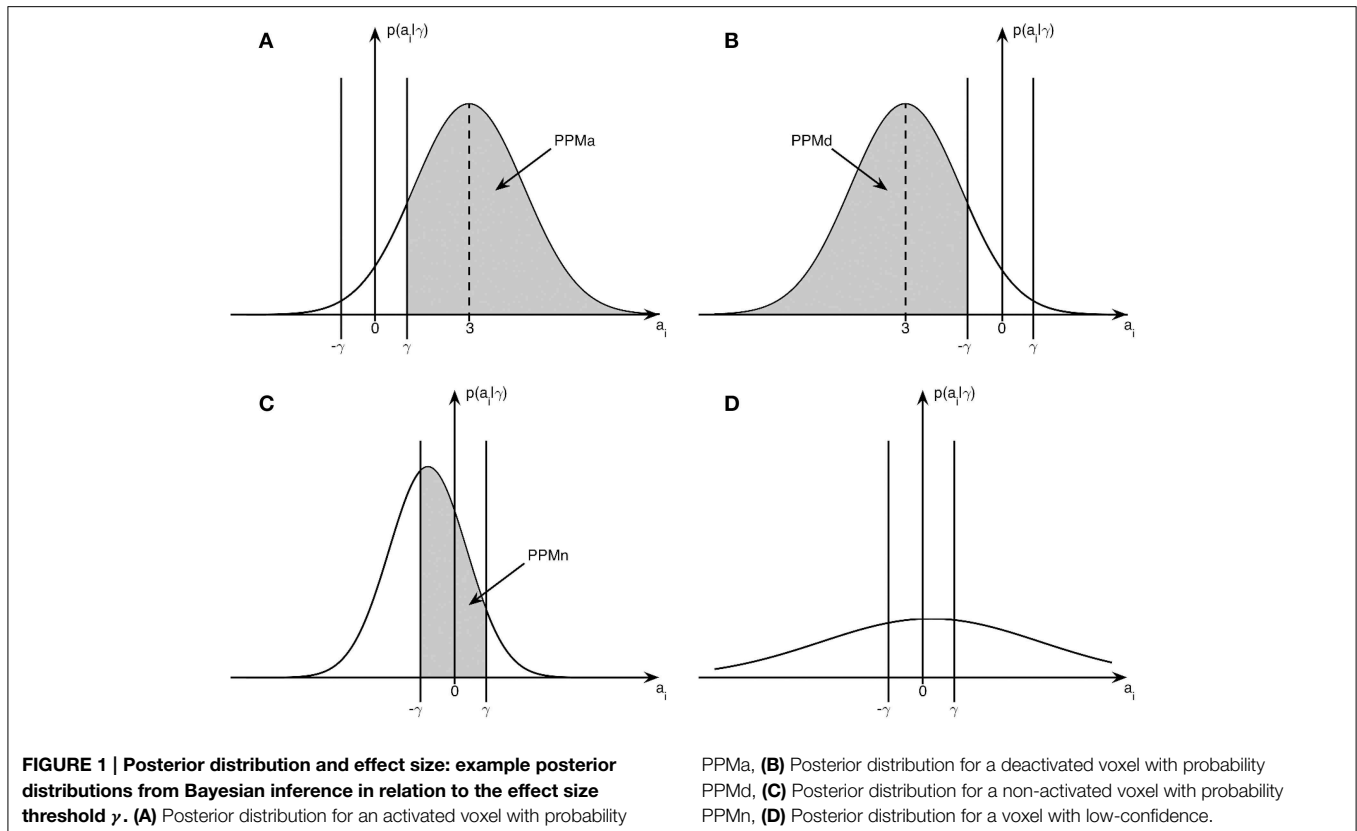 A
p(a_i|γ)
PPMa
0
3
a_i
-γ
γ
B
p(a_i|γ)
PPMd
3
0
a_i
-γ
γ
C
p(a_i|γ)
PPMn
0
a_i
-γ
γ
D
p(a_i|γ)
0
a_i
-γ
γ
FIGURE 1 | Posterior distribution and effect size: example posterior
distributions from Bayesian inference in relation to the effect size
threshold γ. (A) Posterior distribution for an activated voxel with probability
PPMa, (B) Posterior distribution for a deactivated voxel with probability
PPMd, (C) Posterior distribution for a non-activated voxel with probability
PPMn, (D) Posterior distribution for a voxel with low-confidence.